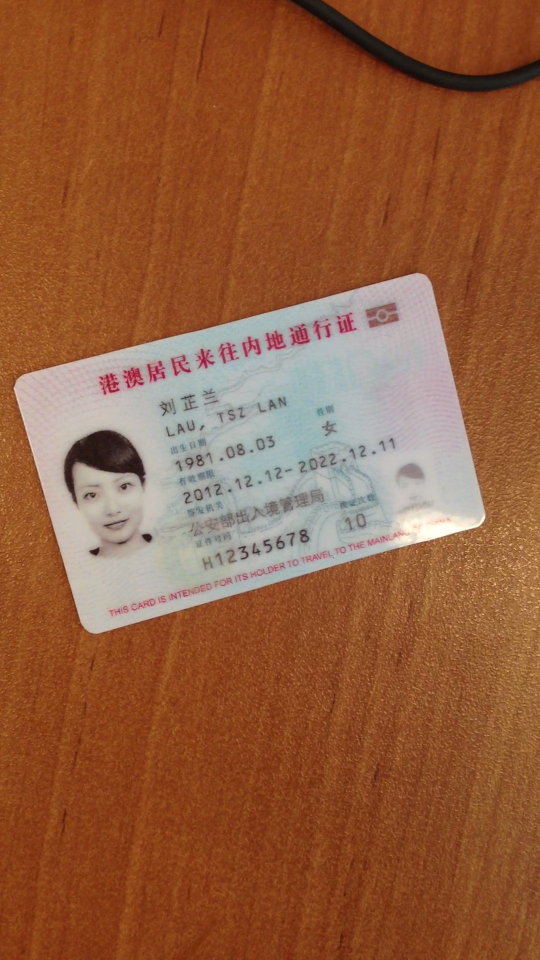 港澳居民来往内地通行证
刘芷兰
LAU, TSZ LAN
出生日期 性别
1981.08.03 女
有效期限
2012.12.12-2022.12.11
签发机关
公安部出入境管理局
证件号码 换证次数
H12345678 10
THIS CARD IS INTENDED FOR ITS HOLDER TO TRAVEL TO THE MAINLAND OF CHINA